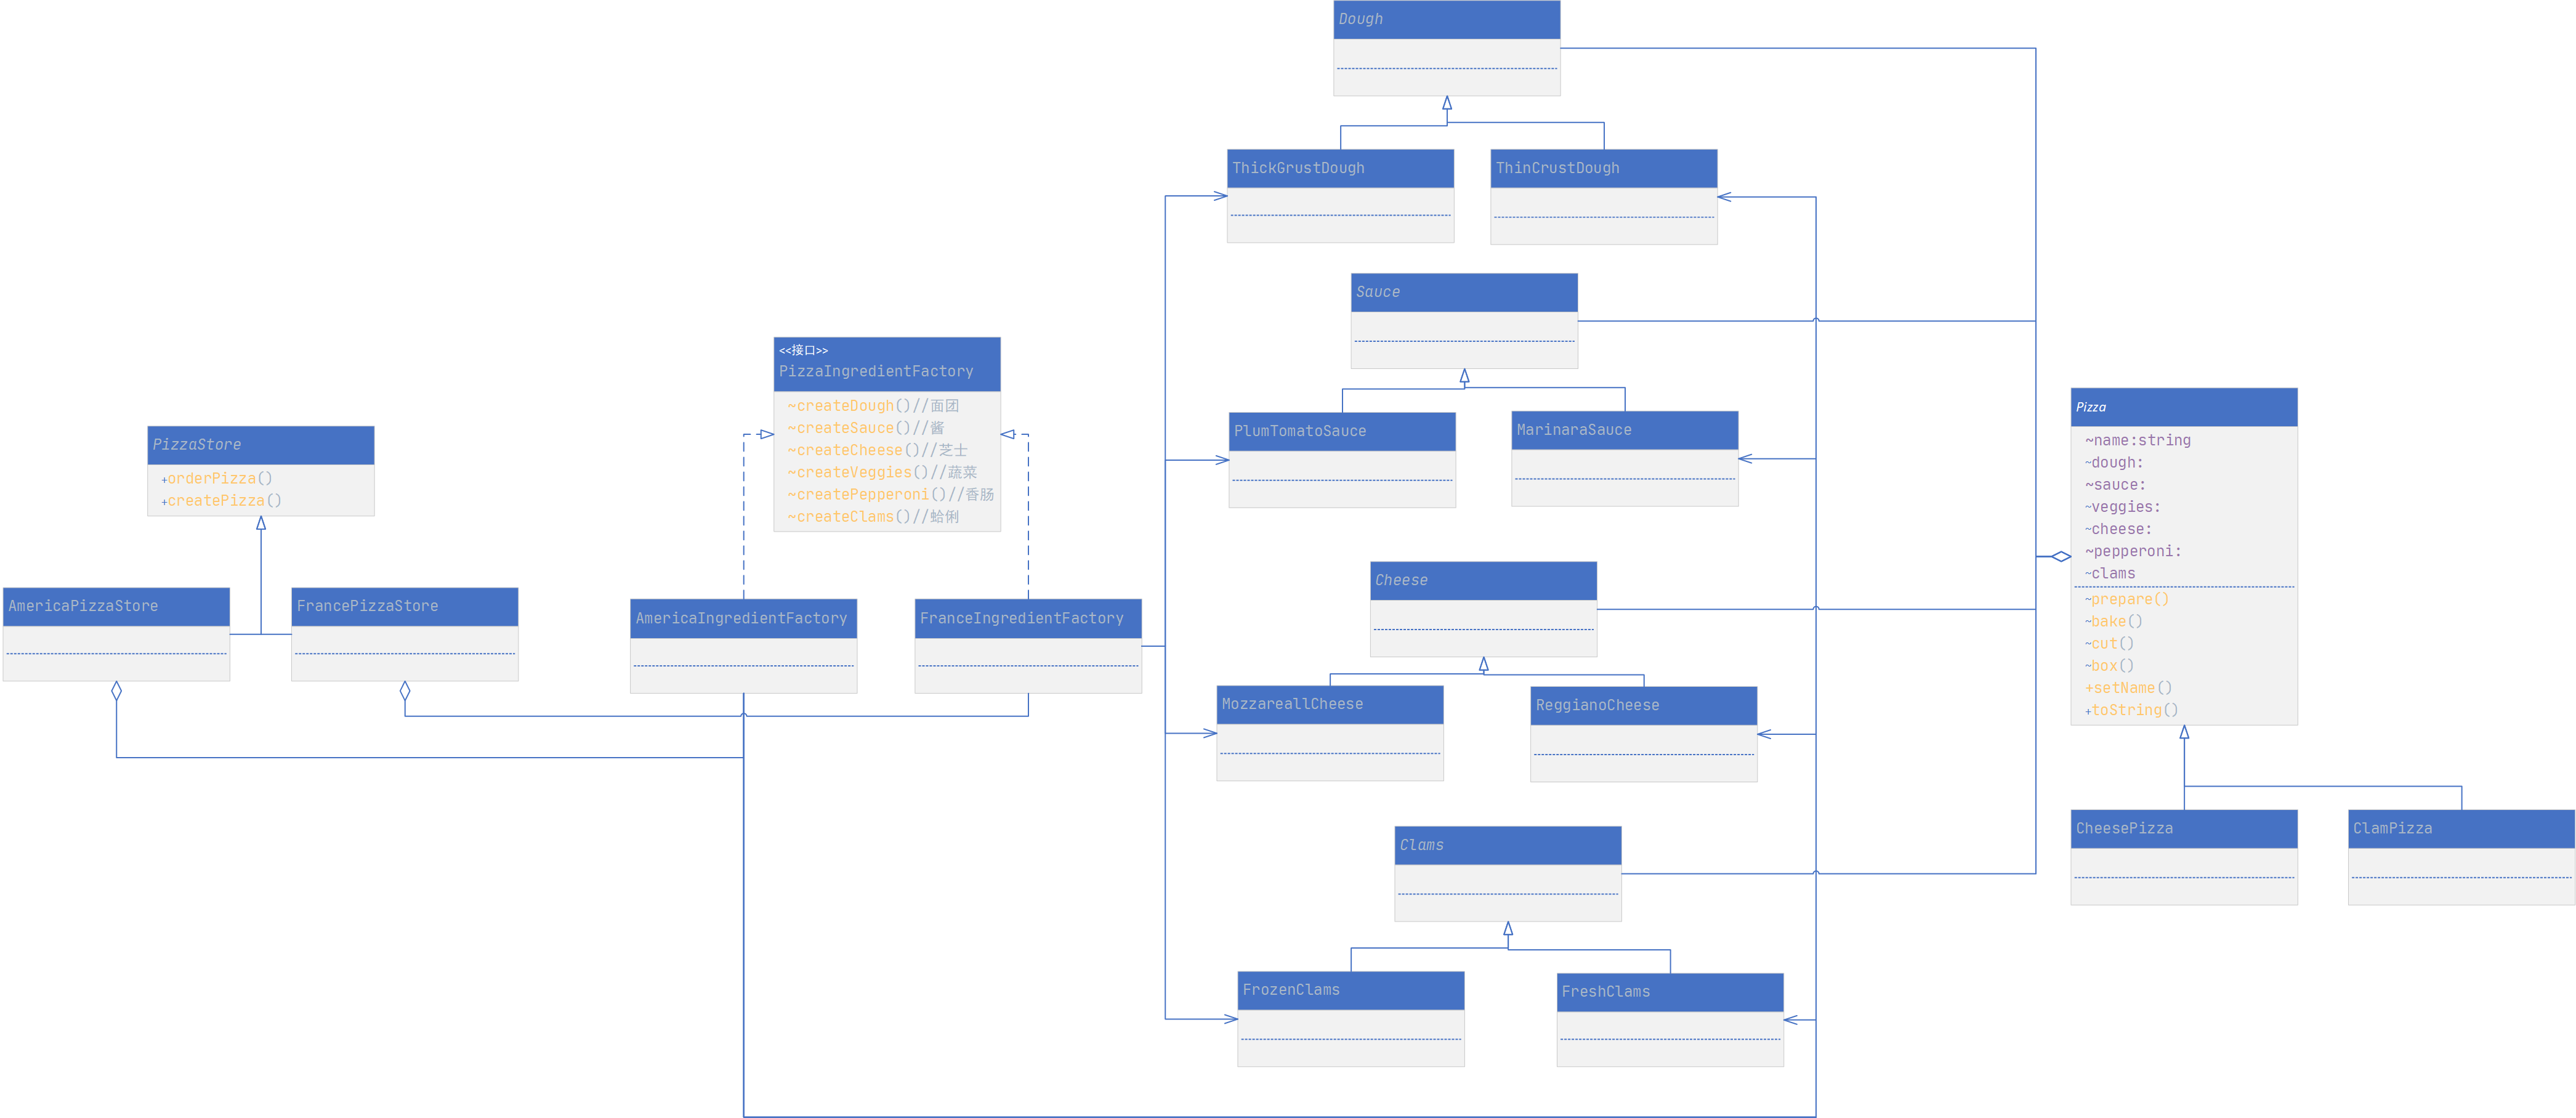 Dough
ThickGrustDough
ThinCrustDough
Sauce
PlumTomatoSauce
MarinaraSauce
<<接口>>
PizzaIngredientFactory
~createDough()//面团
~createSauce()//酱
~createCheese()//芝士
~createVeggies()//蔬菜
~createPepperoni()//香肠
~createClams()//蛤俐
PizzaStore
+orderPizza()
+createPizza()
AmericaPizzaStore
FrancePizzaStore
AmericaIngredientFactory
FranceIngredientFactory
Cheese
MozzareallCheese
ReggianoCheese
Clams
FrozenClams
FreshClams
Pizza
~name:string
~dough:
~sauce:
~veggies:
~cheese:
~pepperoni:
~clams
~prepare()
~bake()
~cut()
~box()
+setName()
+toString()
CheesePizza
ClamPizza